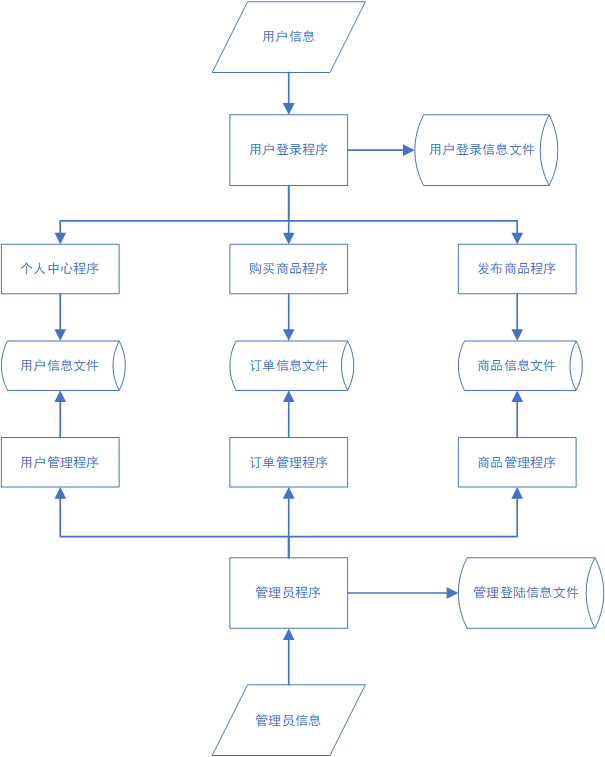 用户信息
用户登录程序
用户登录信息文件
个人中心程序
购买商品程序
发布商品程序
用户信息文件
订单信息文件
商品信息文件
用户管理程序
订单管理程序
商品管理程序
管理员程序
管理登陆信息文件
管理员信息